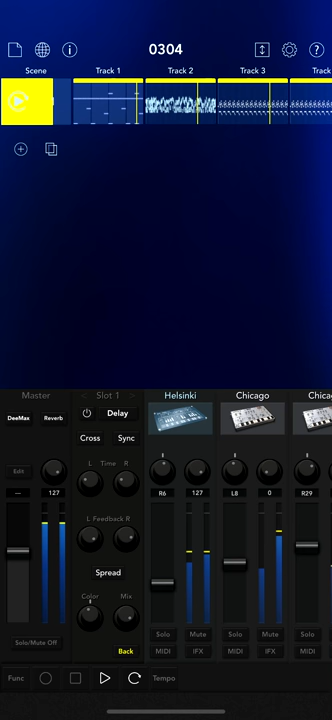 0304
Scene Track 1 Track 2 Track 3 Track
Master < Slot 1 > Helsinki Chicago Chica
DeeMax Reverb Delay
Cross Sync
L Time R
Edit
--- 127 R6 127 L8 0 R29
L Feedback R
Spread
Color Mix
Solo Mute Solo Mute Solo
Solo/Mute Off Back MIDI IFX MIDI IFX MIDI
Func Tempo